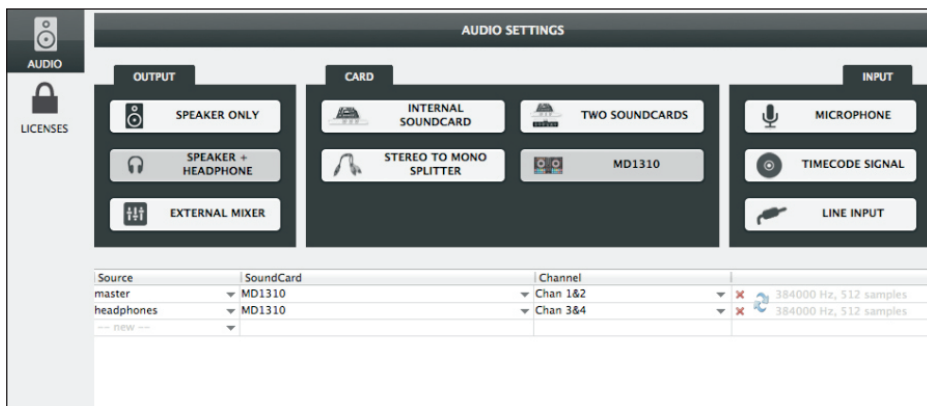 AUDIO SETTINGS
AUDIO
LICENSES
OUTPUT
SPEAKER ONLY
SPEAKER +
HEADPHONE
EXTERNAL MIXER
CARD
INTERNAL
SOUNDCARD
TWO SOUNDCARDS
STEREO TO MONO
SPLITTER
MD1310
INPUT
MICROPHONE
TIMECODE SIGNAL
LINE INPUT
Source SoundCard Channel
master MD1310 Chan 1&2 384000 Hz, 512 samples
headphones MD1310 Chan 3&4 384000 Hz, 512 samples
--- new ---